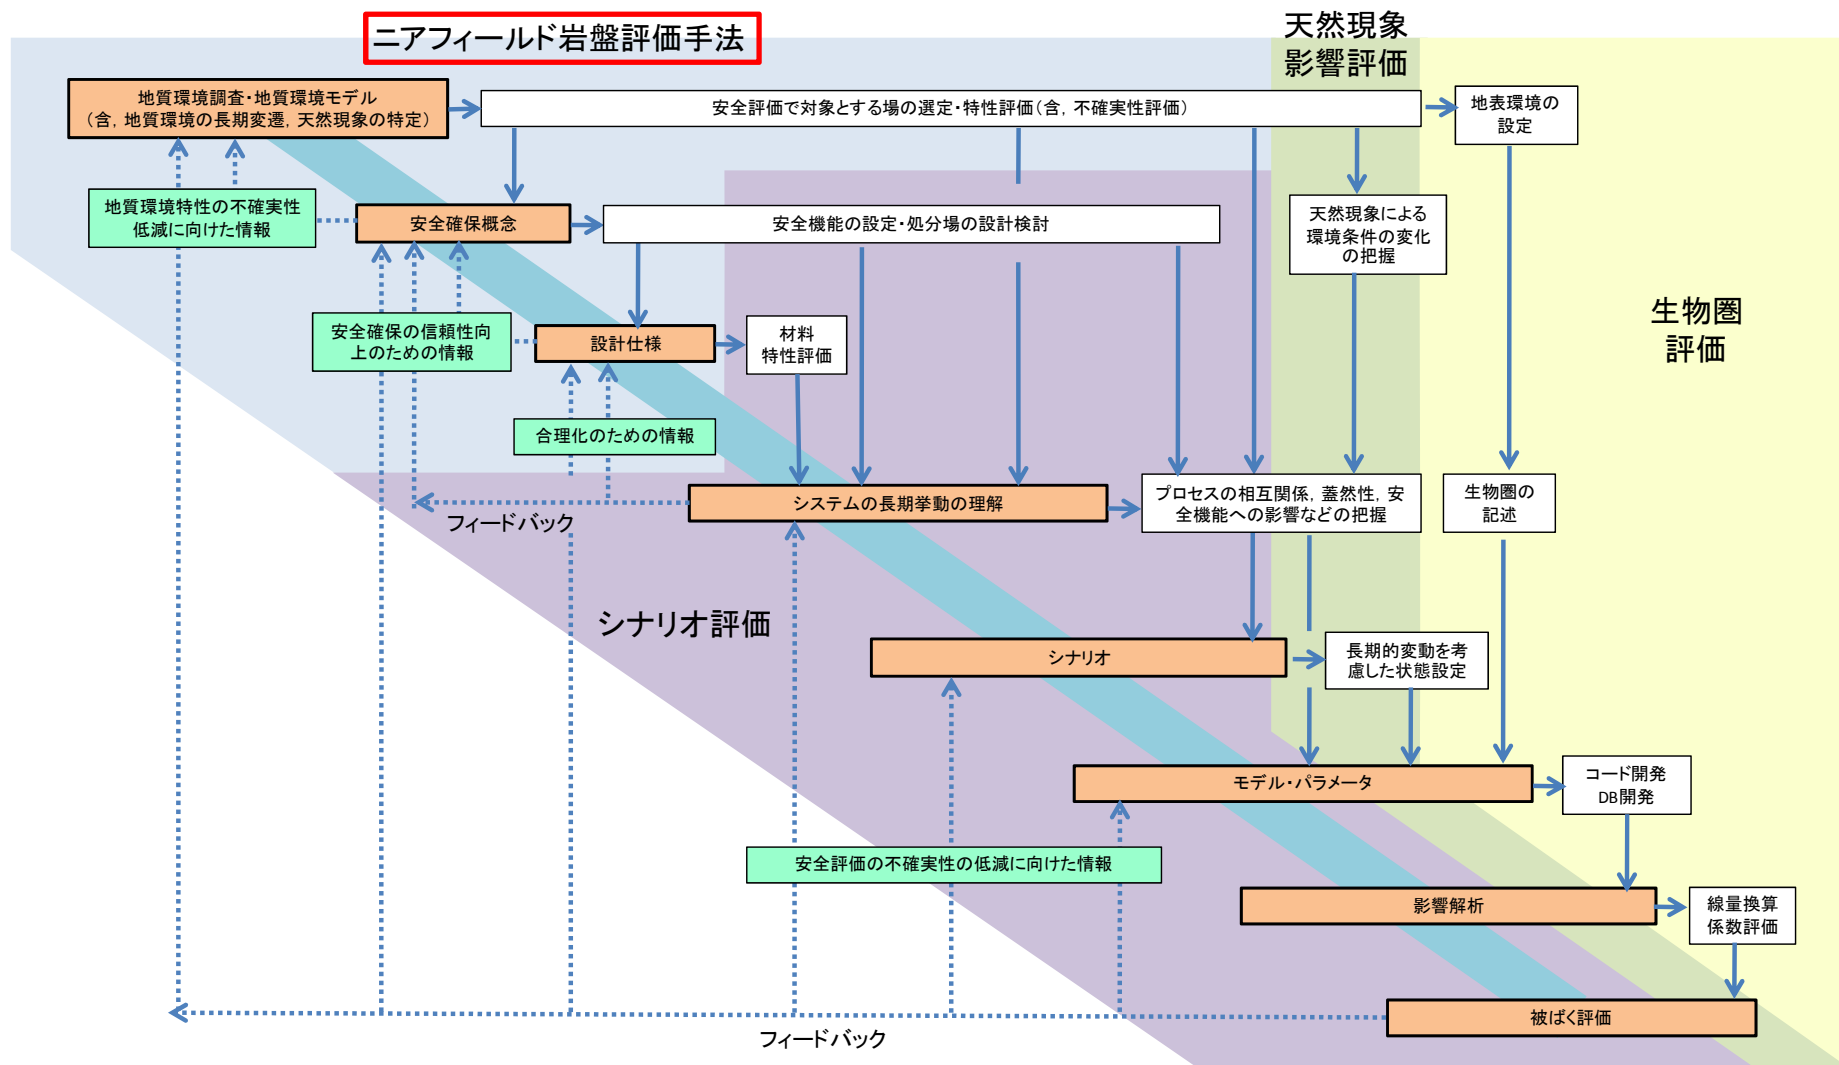 ニアフィールド岩盤評価手法
天然現象
影響評価
地質環境調査・地質環境モデル
（含，地質環境の長期変遷，天然現象の特定）
安全評価で対象とする場の選定・特性評価（含，不確実性評価）
地表環境の
設定
地質環境特性の不確実性
低減に向けた情報
安全確保概念
安全機能の設定・処分場の設計検討
天然現象による
環境条件の変化
の把握
生物圏
評価
安全確保の信頼性向
上のための情報
設計仕様
材料
特性評価
合理化のための情報
システムの長期挙動の理解
プロセスの相互関係，蓋然性，安
全機能への影響などの把握
生物圏の
記述
フィードバック
シナリオ評価
シナリオ
長期的変動を考
慮した状態設定
モデル・パラメータ
コード開発
DB開発
安全評価の不確実性の低減に向けた情報
影響解析
線量換算
係数評価
被ばく評価
フィードバック